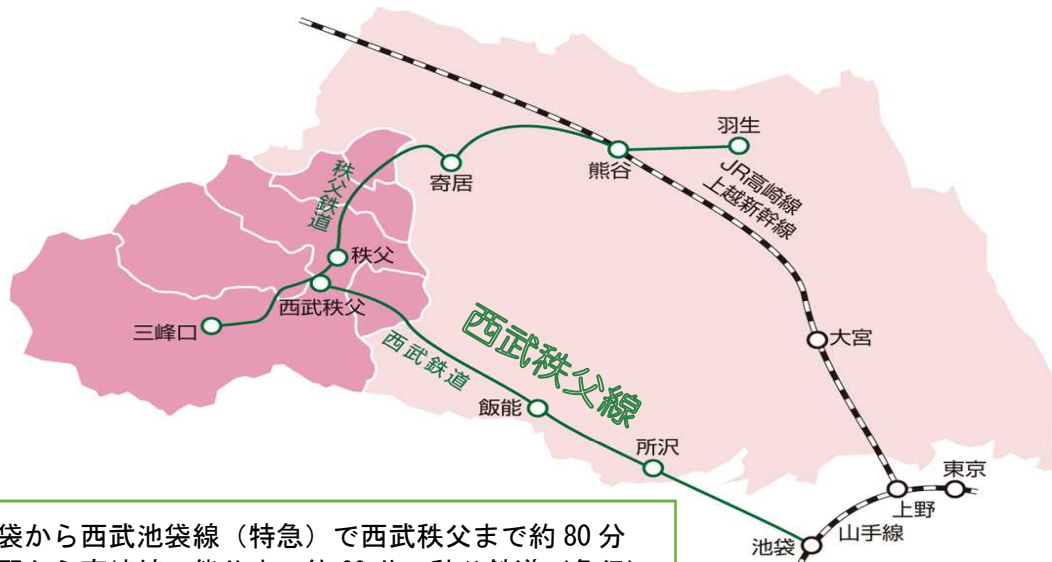 羽生
熊谷
JR高崎線
上越新幹線
寄居
秩父鉄道
秩父
西武秩父
三峰口
大宮
西武鉄道
西武秩父線
飯能
所沢
東京
上野
山手線
池袋
袋から西武池袋線（特急）で西武秩父まで約 80 分